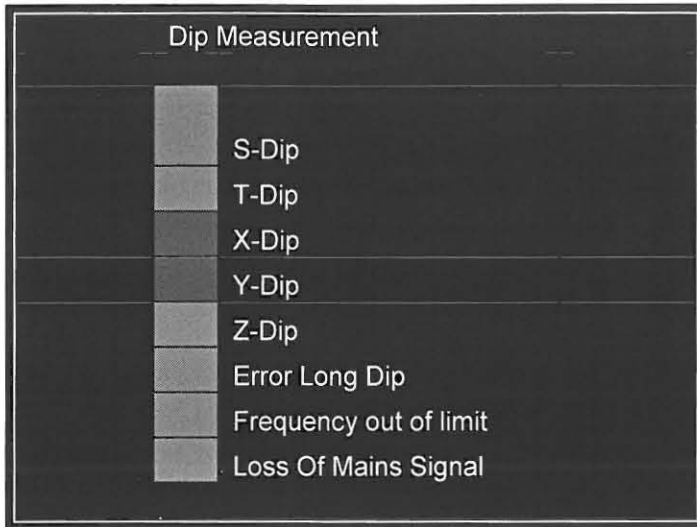 Dip Measurement
S-Dip
T-Dip
X-Dip
Y-Dip
Z-Dip
Error Long Dip
Frequency out of limit
Loss Of Mains Signal